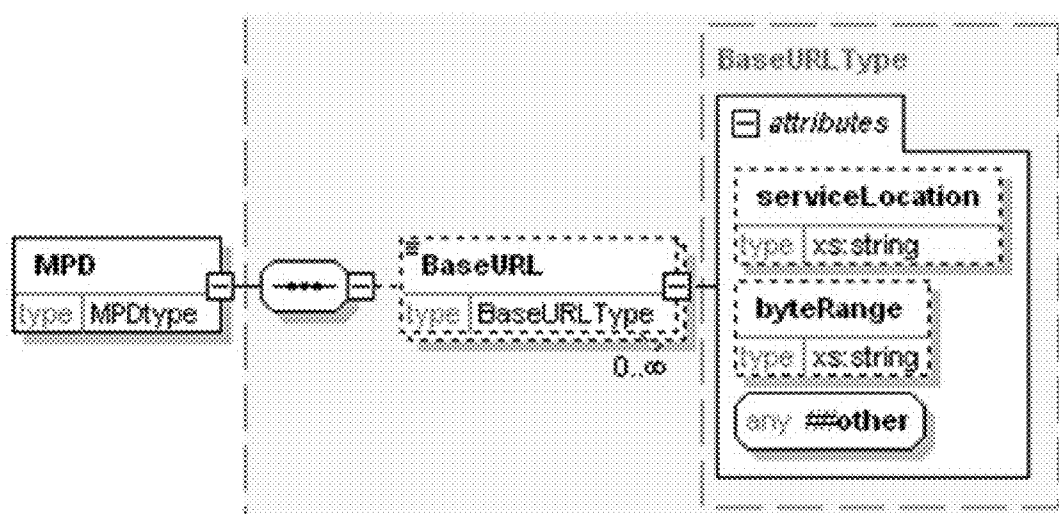 BaseURLType
attributes
serviceLocation
type xs:string
MPD
type MPDtype
BaseURL
type BaseURLType
0..∞
byteRange
type xs:string
any ##other